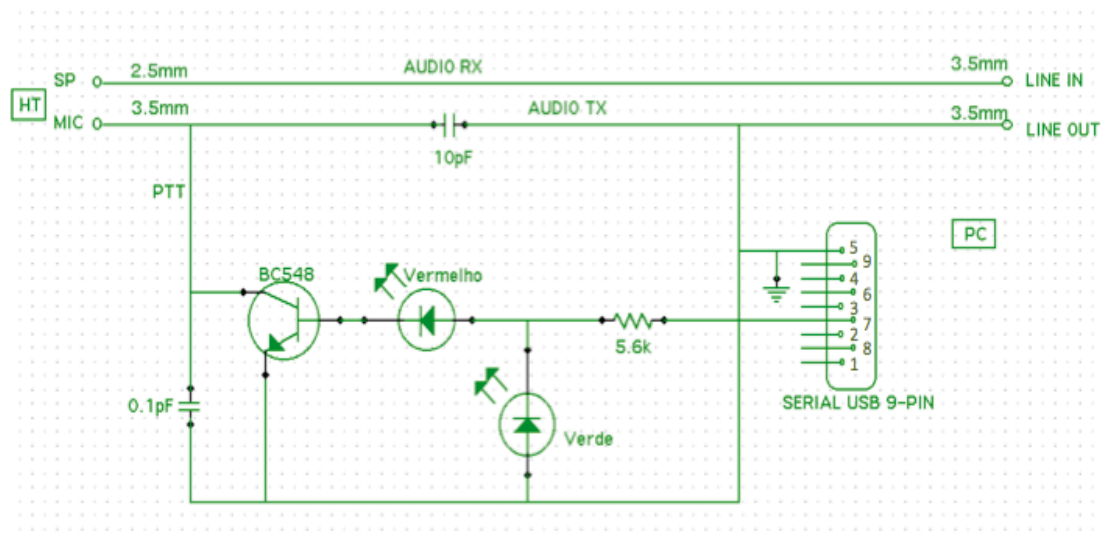 SP
2.5mm
AUDIO RX
3.5mm
LINE IN
HT
MIC
3.5mm
AUDIO TX
3.5mm
LINE OUT
10pF
PTT
PC
BC548
Vermelho
5
9
4
6
3
7
2
8
1
5.6k
0.1pF
Verde
SERIAL USB 9-PIN